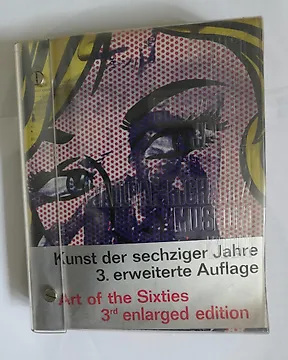 Kunst der sechziger Jahre
3. erweiterte Auflage
Art of the Sixties
3rd enlarged edition